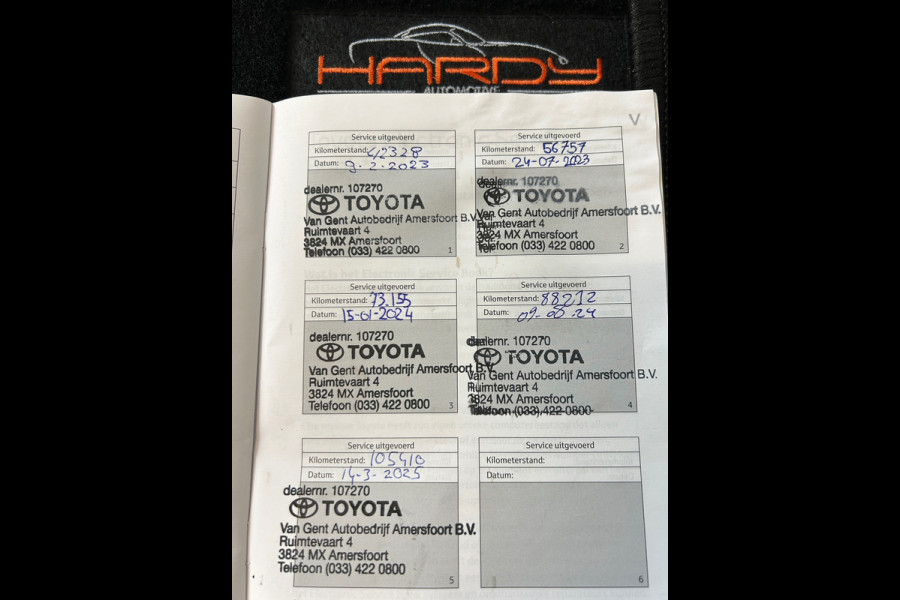 HARDY
AUTOMOTIVE
V
Service uitgevoerd
Kilometerstand: 42328
Datum: 9-2-2023
dealernr. 107270
TOYOTA
Van Gent Autobedrijf Amersfoort B.V.
Ruimtevaart 4
3824 MX Amersfoort
Telefoon (033) 422 0800
1
Service uitgevoerd
Kilometerstand: 56757
Datum: 24-07-2023
dealernr. 107270
TOYOTA
Van Gent Autobedrijf Amersfoort B.V.
Ruimtevaart 4
3824 MX Amersfoort
Telefoon (033) 422 0800
2
Service uitgevoerd
Kilometerstand: 73.155
Datum: 15-01-2024
dealernr. 107270
TOYOTA
Van Gent Autobedrijf Amersfoort B.V.
Ruimtevaart 4
3824 MX Amersfoort
Telefoon (033) 422 0800
3
Service uitgevoerd
Kilometerstand: 88212
Datum: 09-08-24
dealernr. 107270
TOYOTA
Van Gent Autobedrijf Amersfoort B.V.
Ruimtevaart 4
3824 MX Amersfoort
Telefoon (033) 422 0800
4
Service uitgevoerd
Kilometerstand: 105410
Datum: 14-3-2025
dealernr. 107270
TOYOTA
Van Gent Autobedrijf Amersfoort B.V.
Ruimtevaart 4
3824 MX Amersfoort
Telefoon (033) 422 0800
5
Service uitgevoerd
Kilometerstand:
Datum:
6